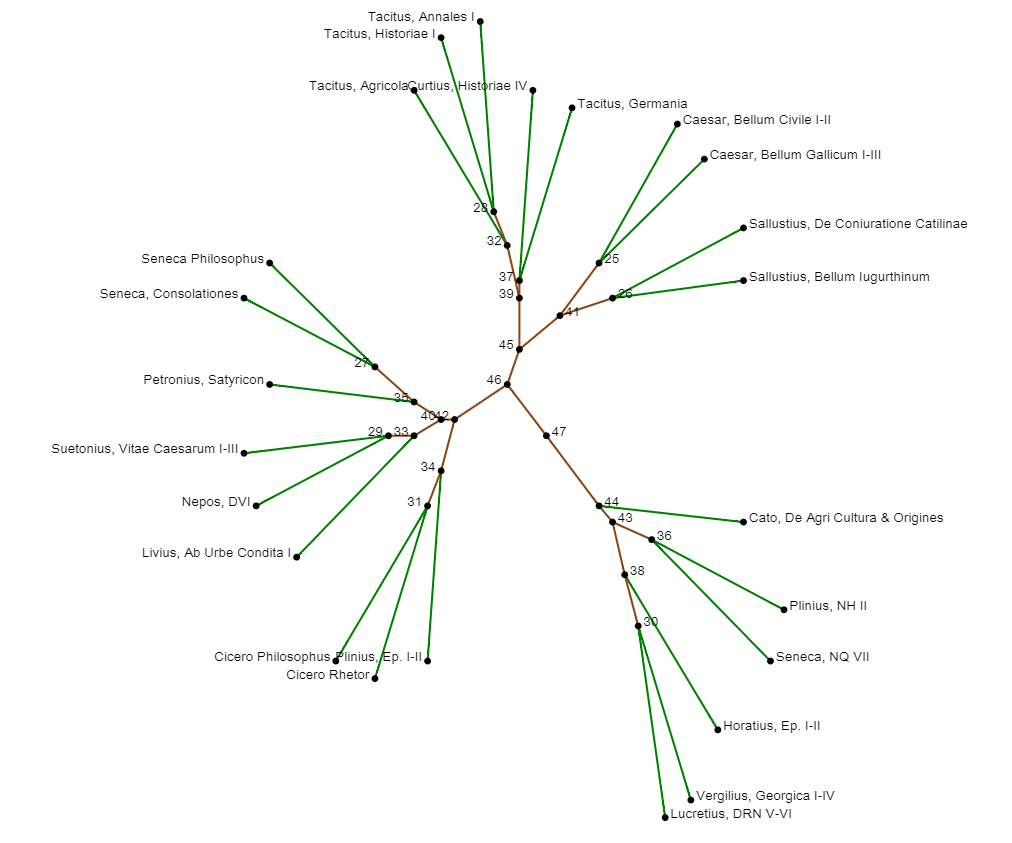 Tacitus, Annales I
Tacitus, Historiae I
Tacitus, Agricola
Curtius, Historiae IV
Tacitus, Germania
Caesar, Bellum Civile I-II
Caesar, Bellum Gallicum I-III
28
Sallustius, De Coniuratione Catilinae
32
Seneca Philosophus
25
37
Sallustius, Bellum Iugurthinum
Seneca, Consolationes
39
26
41
45
27
Petronius, Satyricon
46
35
40
42
29
33
47
Suetonius, Vitae Caesarum I-III
34
Nepos, DVI
31
44
Cato, De Agri Cultura & Origines
43
36
Livius, Ab Urbe Condita I
38
Plinius, NH II
30
Cicero Philosophus
Plinius, Ep. I-II
Seneca, NQ VII
Cicero Rhetor
Horatius, Ep. I-II
Vergilius, Georgica I-IV
Lucretius, DRN V-VI